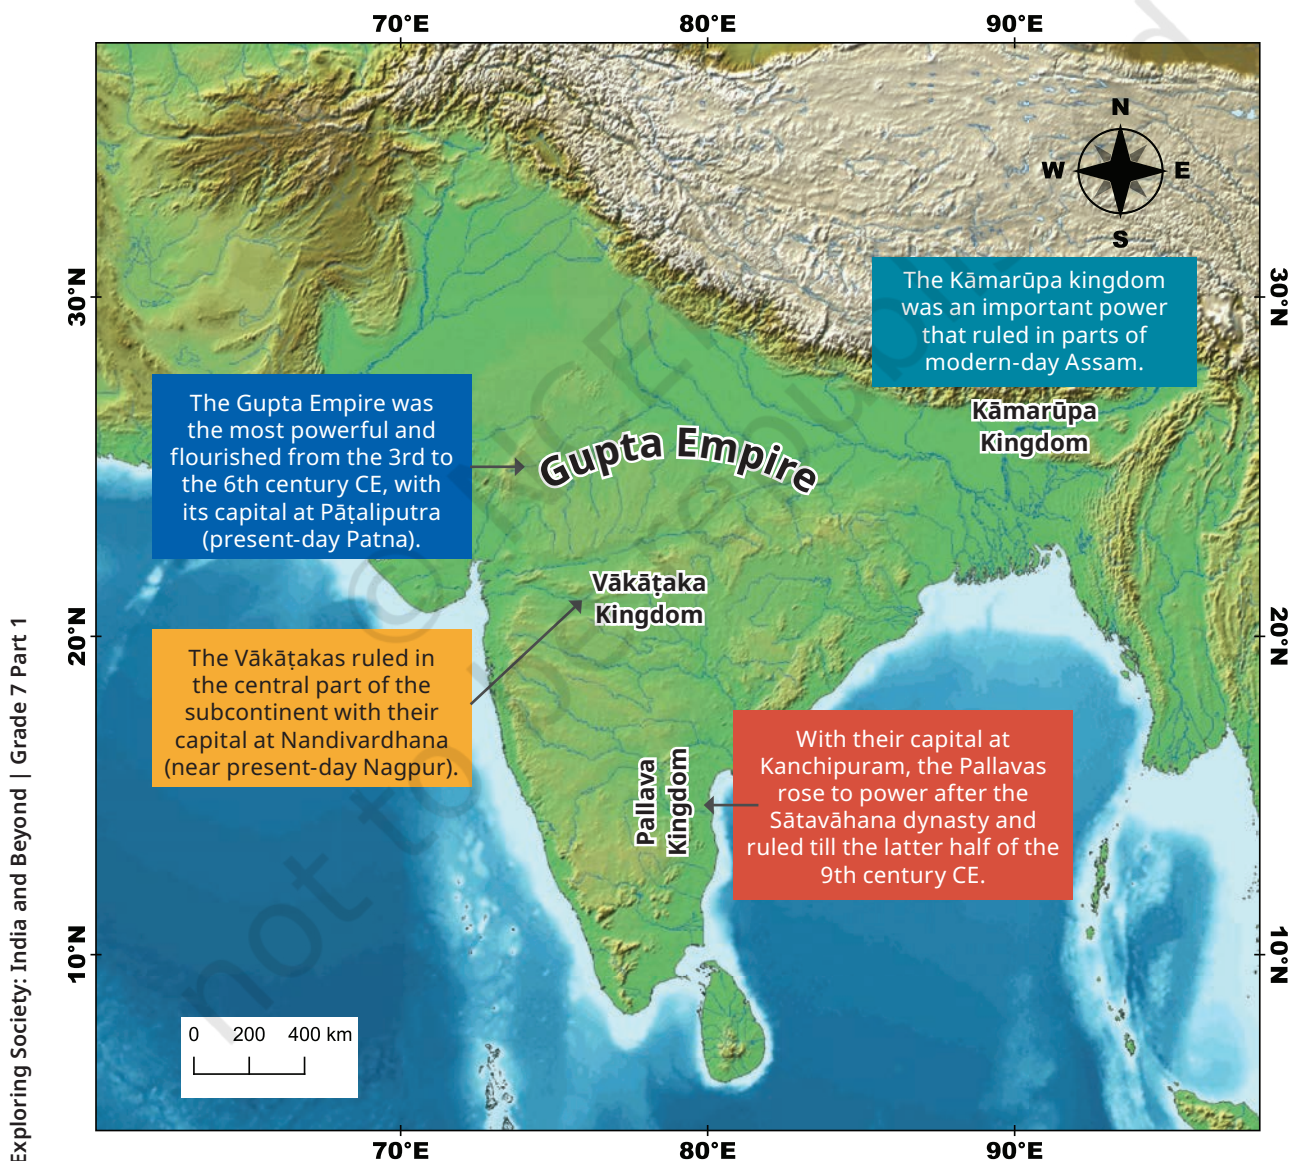 70°E
80°E
90°E
N
W
E
S
30°N
30°N
The Kāmarūpa kingdom
was an important power
that ruled in parts of
modern-day Assam.
Kāmarūpa
Kingdom
The Gupta Empire was
the most powerful and
flourished from the 3rd to
the 6th century CE, with
its capital at Pāṭaliputra
(present-day Patna).
Gupta Empire
Vākāṭaka
Kingdom
20°N
20°N
The Vākāṭakas ruled in
the central part of the
subcontinent with their
capital at Nandivardhana
(near present-day Nagpur).
Pallava
Kingdom
With their capital at
Kanchipuram, the Pallavas
rose to power after the
Sātavāhana dynasty and
ruled till the latter half of the
9th century CE.
10°N
10°N
0 200 400 km
70°E
80°E
90°E
Exploring Society: India and Beyond | Grade 7 Part 1
© NCE
not to be republished